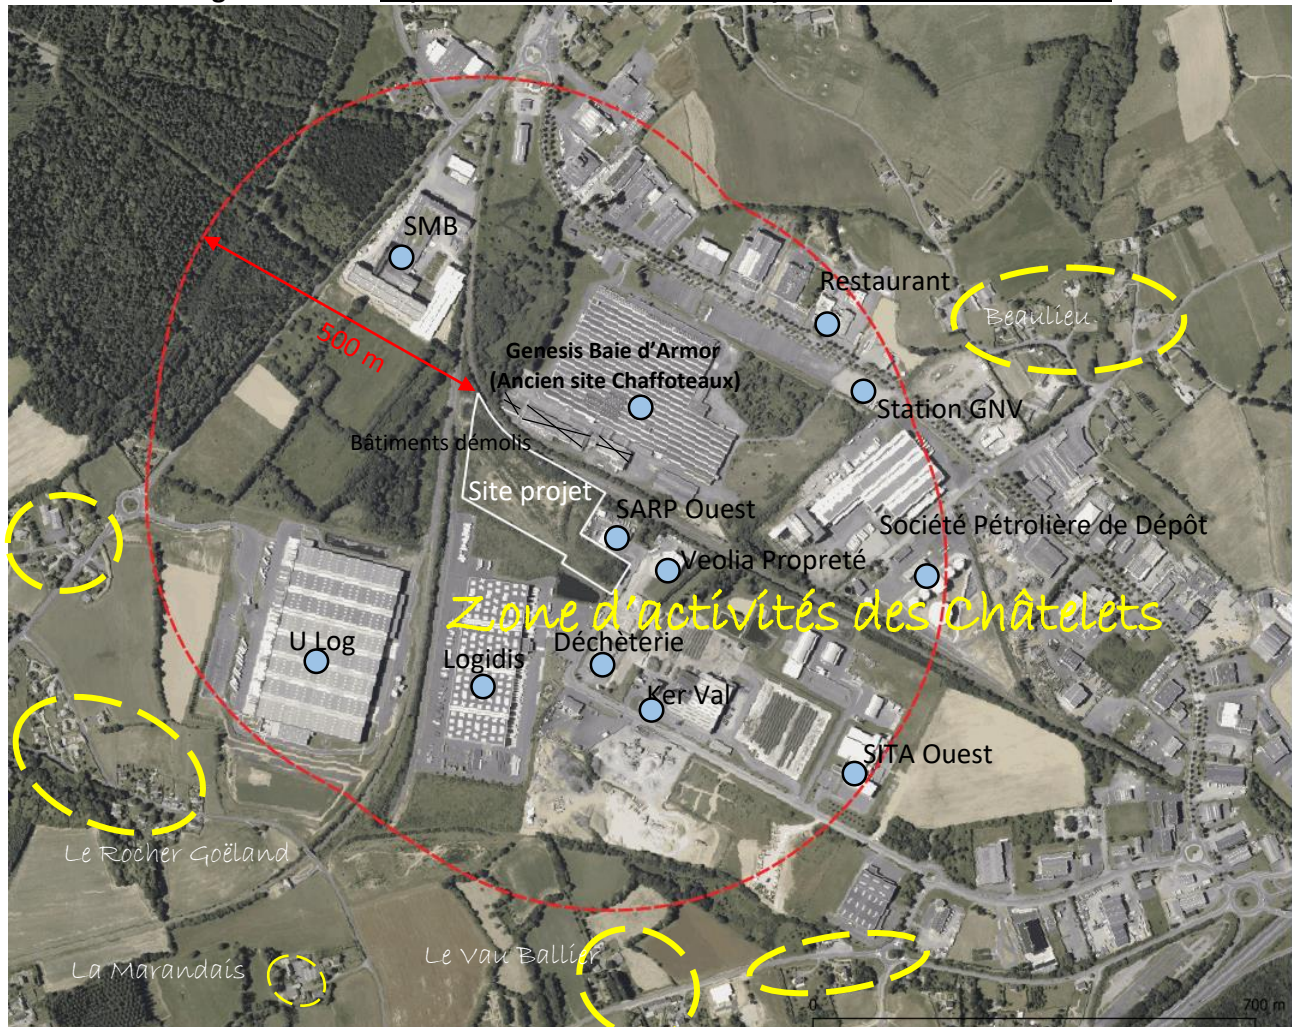 SMB
Restaurant
Beaulieu
500 m
Genesis Baie d'Armor
(Ancien site Chaffoteaux)
Station GNV
Bâtiments démolis
Site projet
SARP Ouest
Société Pétrolière de Dépôt
Veolia Propreté
Zone d'activités des Châtelets
U Log
Logidis
Déchèterie
Ker Val
SITA Ouest
Le Rocher Goëland
La Marandais
Le Vau Ballier
0
700 m